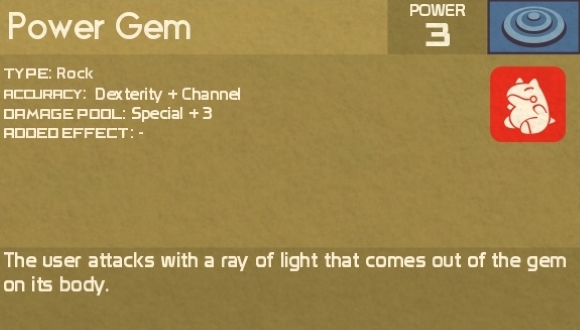 Power Gem
POWER
3
TYPE: Rock
ACCURACY: Dexterity + Channel
DAMAGE POOL: Special + 3
ADDED EFFECT: -
The user attacks with a ray of light that comes out of the gem
on its body.